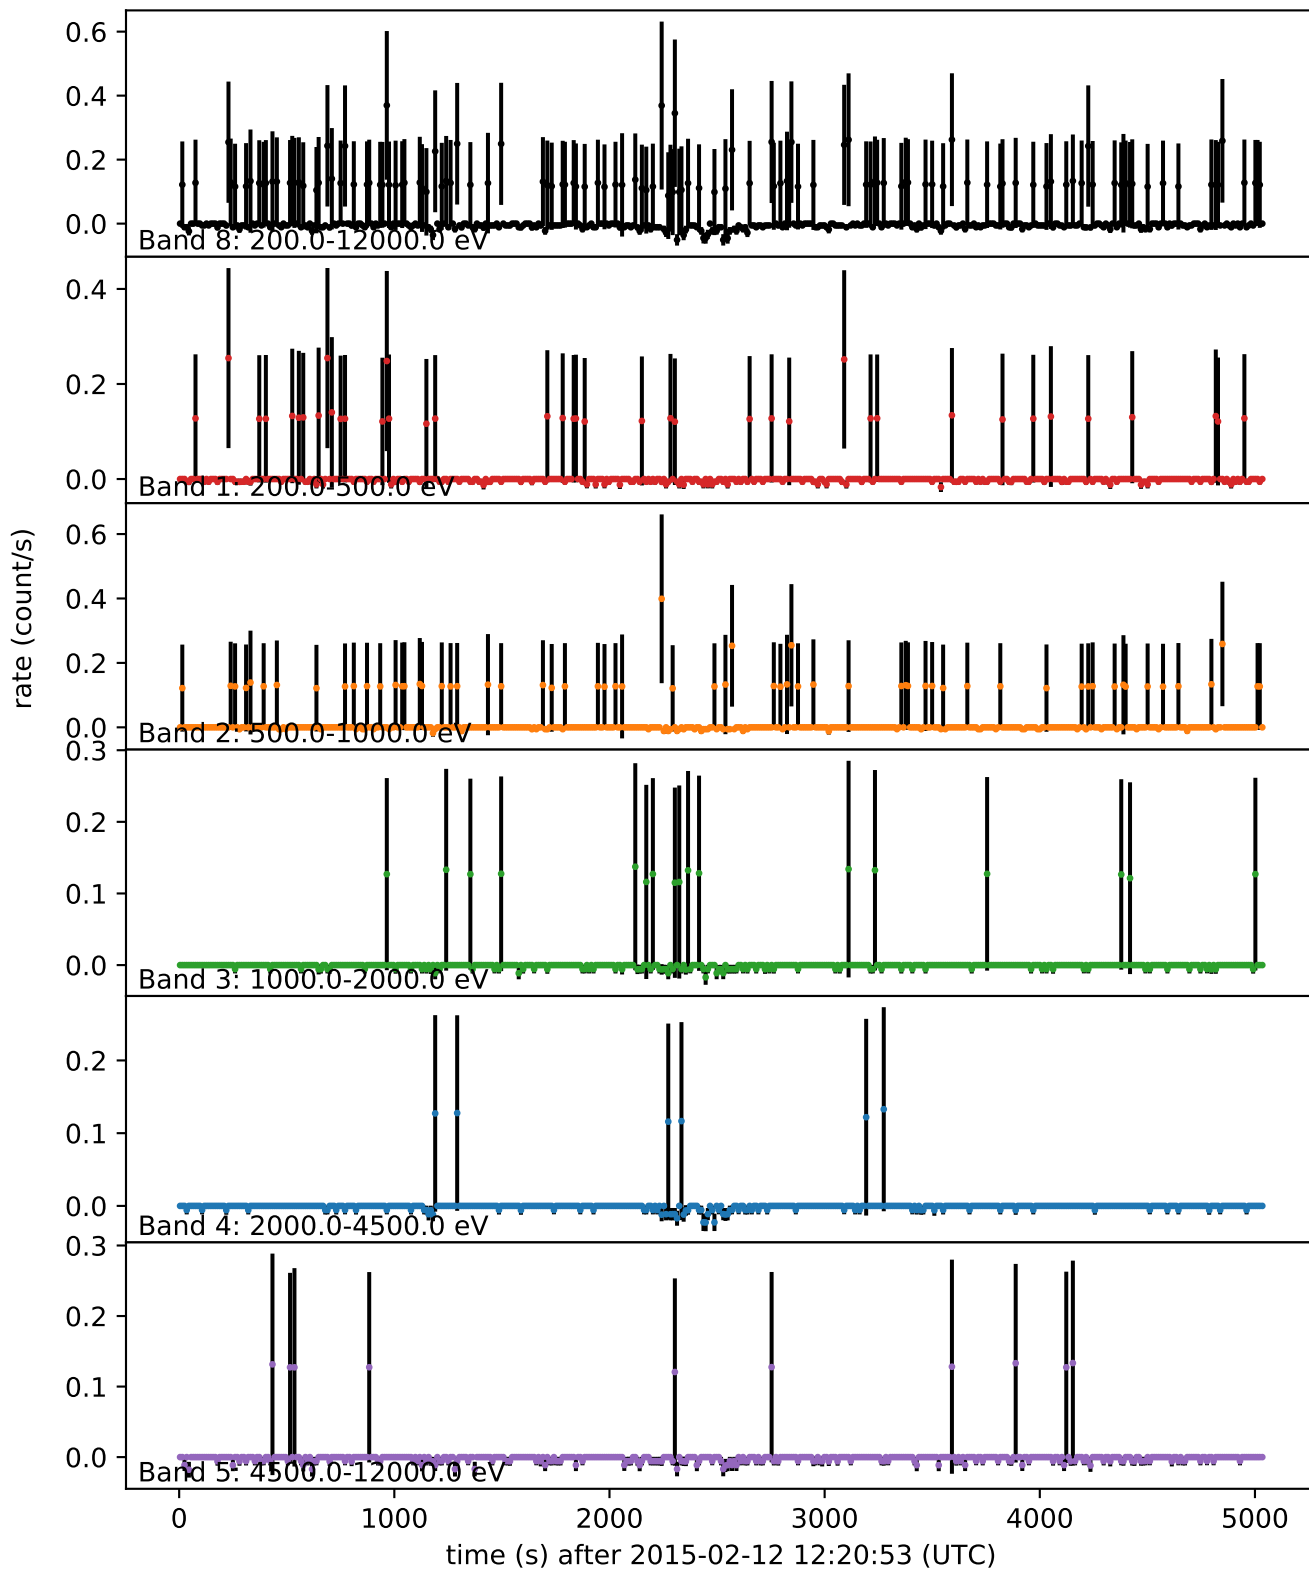 0.6
0.4
0.2
0.0
Band 8: 200.0-12000.0 eV
0.4
0.2
0.0
Band 1: 200.0-500.0 eV
rate (count/s)
0.6
0.4
0.2
0.0
Band 2: 500.0-1000.0 eV
0.3
0.2
0.1
0.0
Band 3: 1000.0-2000.0 eV
0.2
0.1
0.0
Band 4: 2000.0-4500.0 eV
0.3
0.2
0.1
0.0
Band 5: 4500.0-12000.0 eV
0 1000 2000 3000 4000 5000
time (s) after 2015-02-12 12:20:53 (UTC)